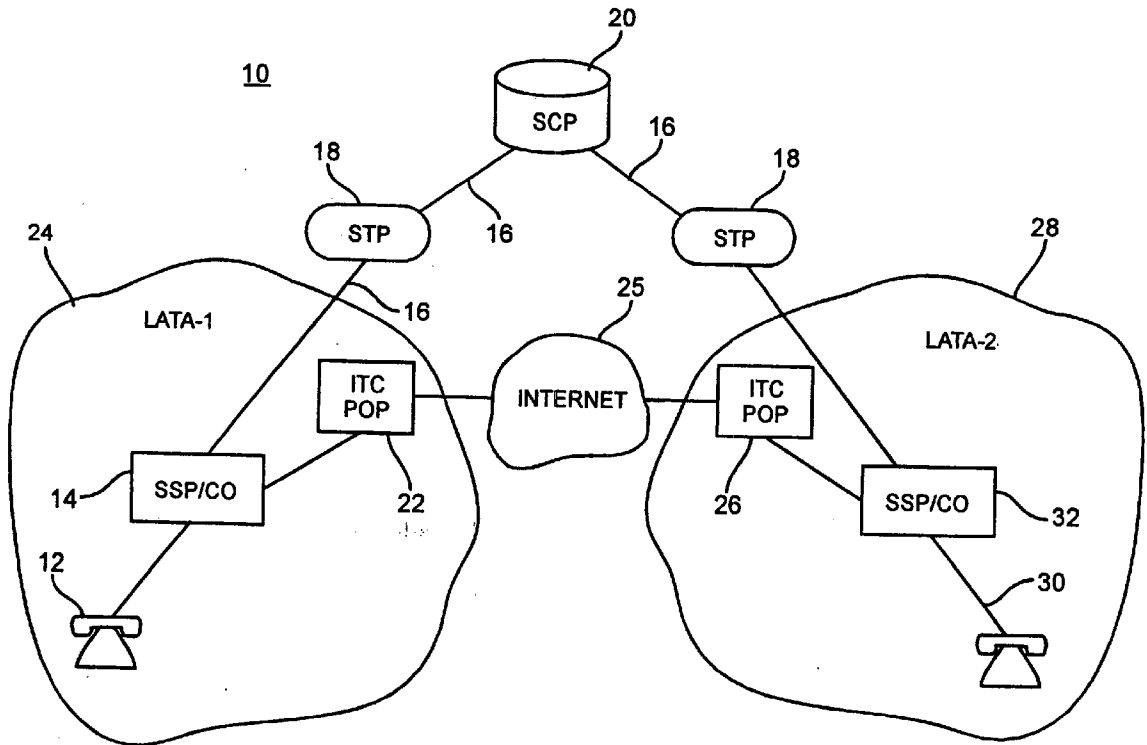 20
10
SCP
16
18
18
STP
16
STP
24
28
16
25
LATA-1
LATA-2
ITC
POP
INTERNET
ITC
POP
14
SSP/CO
22
26
SSP/CO
32
12
30